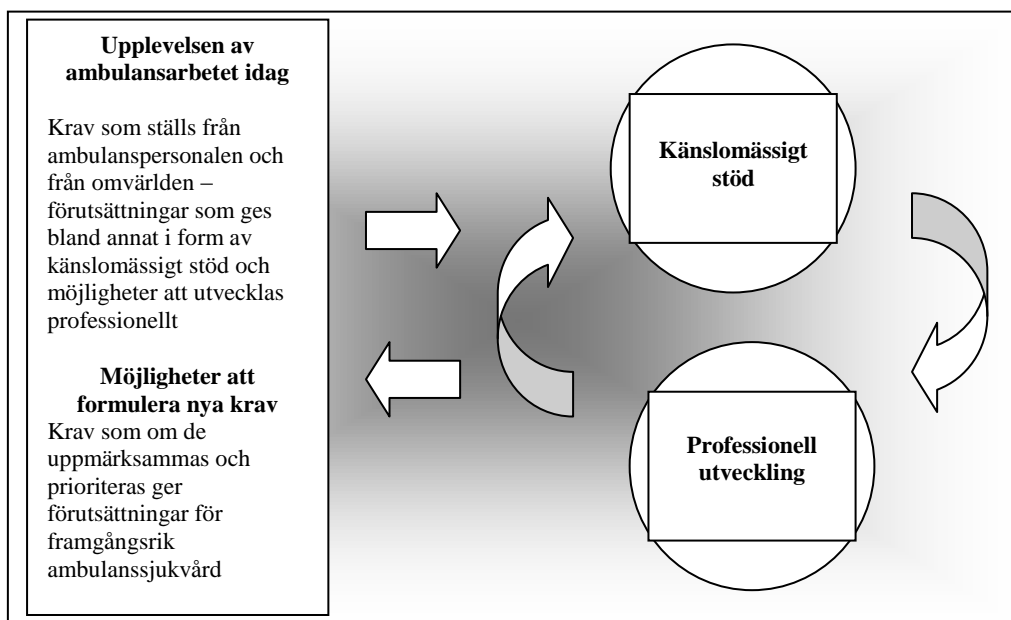 Upplevelsen av
ambulansarbetet idag
Krav som ställs från
ambulanspersonalen och
från omvärlden –
förutsättningar som ges
bland annat i form av
känslomässigt stöd och
möjligheter att utvecklas
professionellt
Möjligheter att
formulera nya krav
Krav som om de
uppmärksammas och
prioriteras ger
förutsättningar för
framgångsrik
ambulanssjukvård
Känslomässigt
stöd
Professionell
utveckling